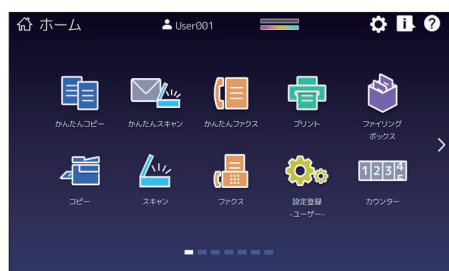 ホーム
User001
i
?
かんたんコピー
かんたんスキャン
かんたんファクス
プリント
ファイリング
ボックス
コピー
スキャン
ファクス
設定登録
-ユーザー-
1234
カウンター